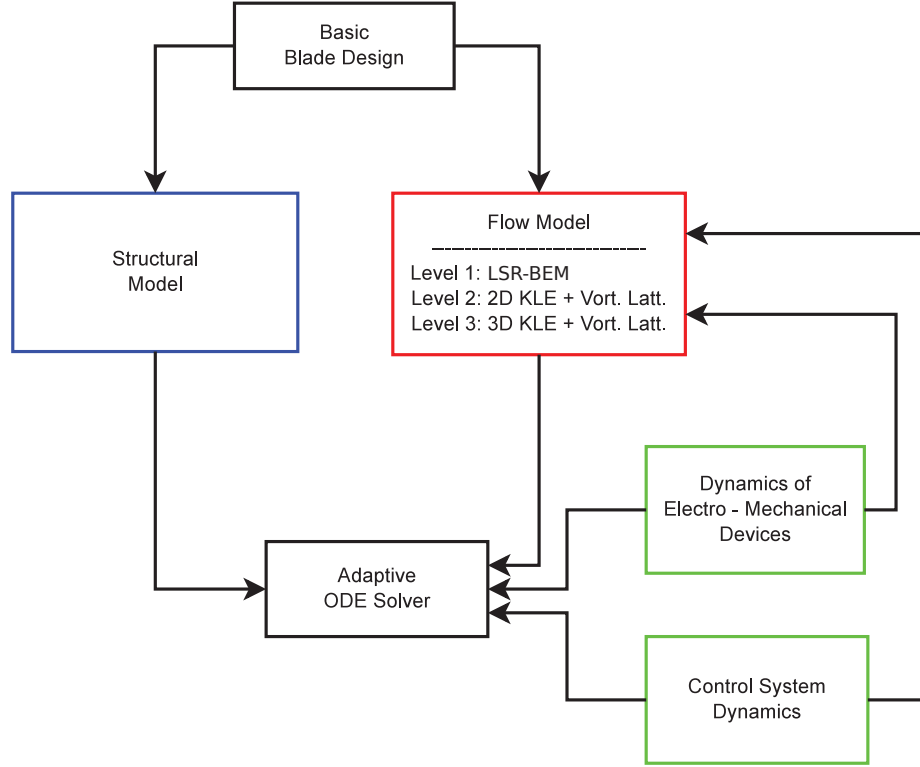 Basic
Blade Design
Structural
Model
Flow Model
Level 1: LSR-BEM
Level 2: 2D KLE + Vort. Latt.
Level 3: 3D KLE + Vort. Latt.
Dynamics of
Electro - Mechanical
Devices
Adaptive
ODE Solver
Control System
Dynamics